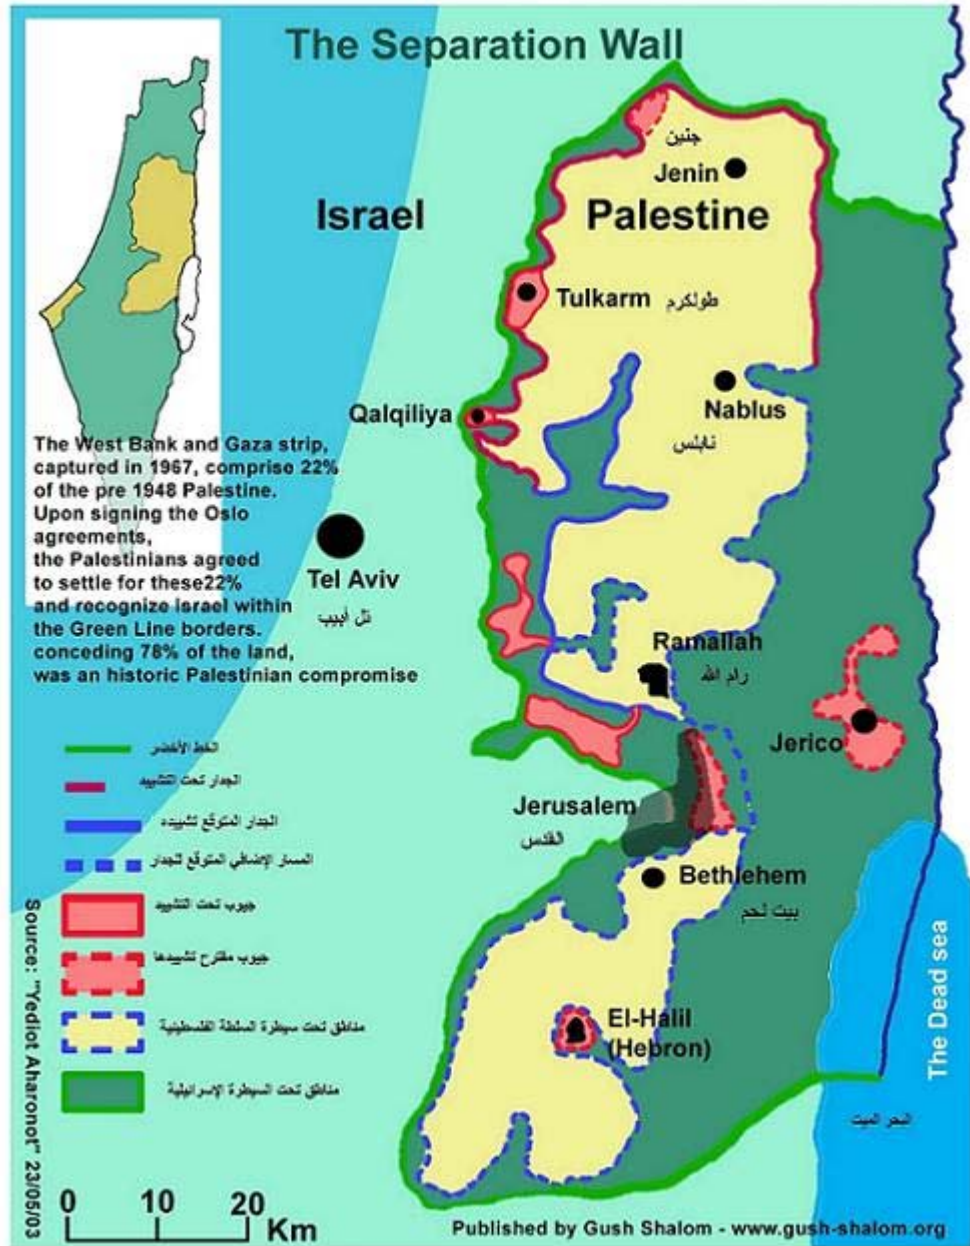 The Separation Wall
جنين
Jenin
Israel
Palestine
Tulkarm طولكرم
Qalqiliya
Nablus
نابلس
The West Bank and Gaza strip,
captured in 1967, comprise 22%
of the pre 1948 Palestine.
Upon signing the Oslo
agreements,
the Palestinians agreed
to settle for these22%
and recognize Israel within
the Green Line borders.
conceding 78% of the land,
was an historic Palestinian compromise
Tel Aviv
تل أبيب
Ramallah
رام الله
Jerico
Jerusalem
القدس
Bethlehem
بيت لحم
El-Halil
(Hebron)
The Dead sea
البحر الميت
الخط الأخضر
الجدار تحت التشييد
الجدار المتوقع تشييده
المسار الإضافي المتوقع للجدار
جيوب تحت التشييد
جيوب مقترح تشييدها
مناطق تحت سيطرة السلطة الفلسطينية
مناطق تحت السيطرة الإسرائيلية
Source: "Yediot Aharonot" 23/05/03
0 10 20
Km
Published by Gush Shalom - www.gush-shalom.org